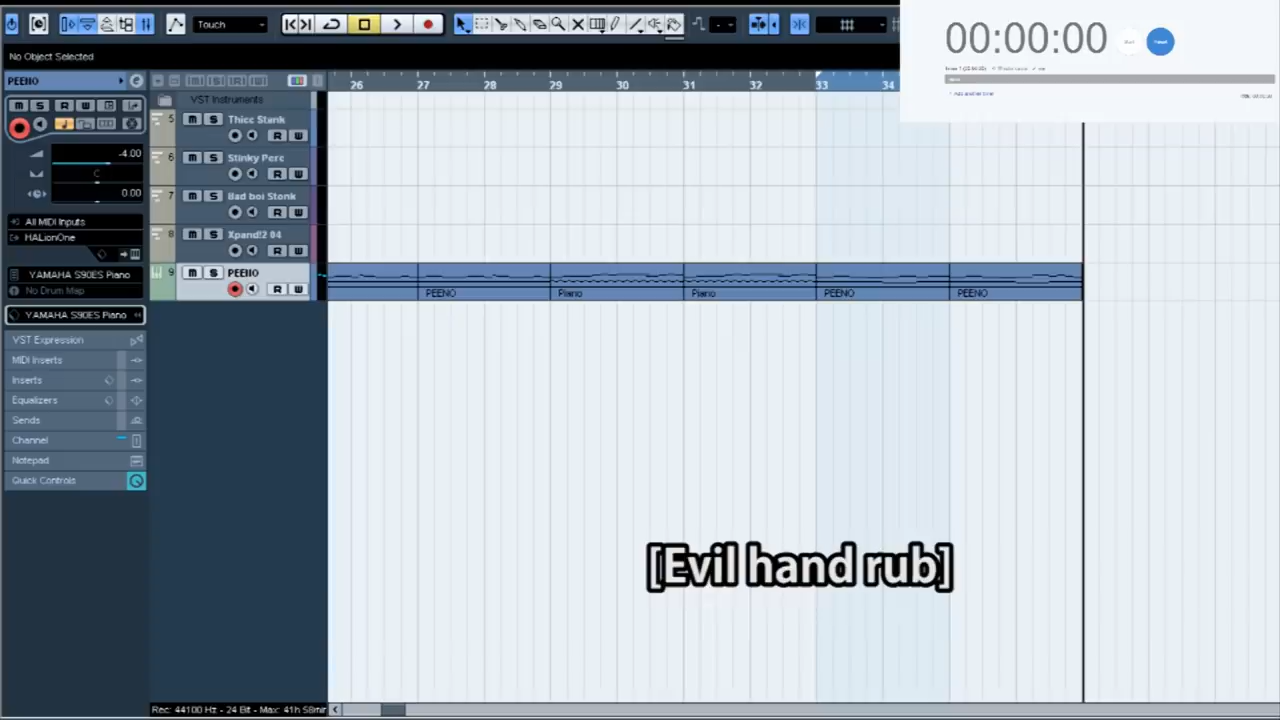 Touch
00:00:00
No Object Selected
PEENO
VST Instruments
26 27 28 29 30 31 32 33 34
M S R W
-4.00
C
0.00
All MIDI Inputs
HALionOne
YAMAHA S90ES Piano
No Drum Map
YAMAHA S90ES Piano
VST Expression
MIDI Inserts
Inserts
Equalizers
Sends
Channel
Notepad
Quick Controls
5 M S Thicc Stank
R W
6 M S Stinky Perc
R W
7 M S Bad boi Stonk
R W
8 M S Xpand!2 04
R W
9 M S PEENO
R W
PEENO Piano Piano PEENO PEENO
[Evil hand rub]
Rec: 44100 Hz - 24 Bit - Max: 41h 58min